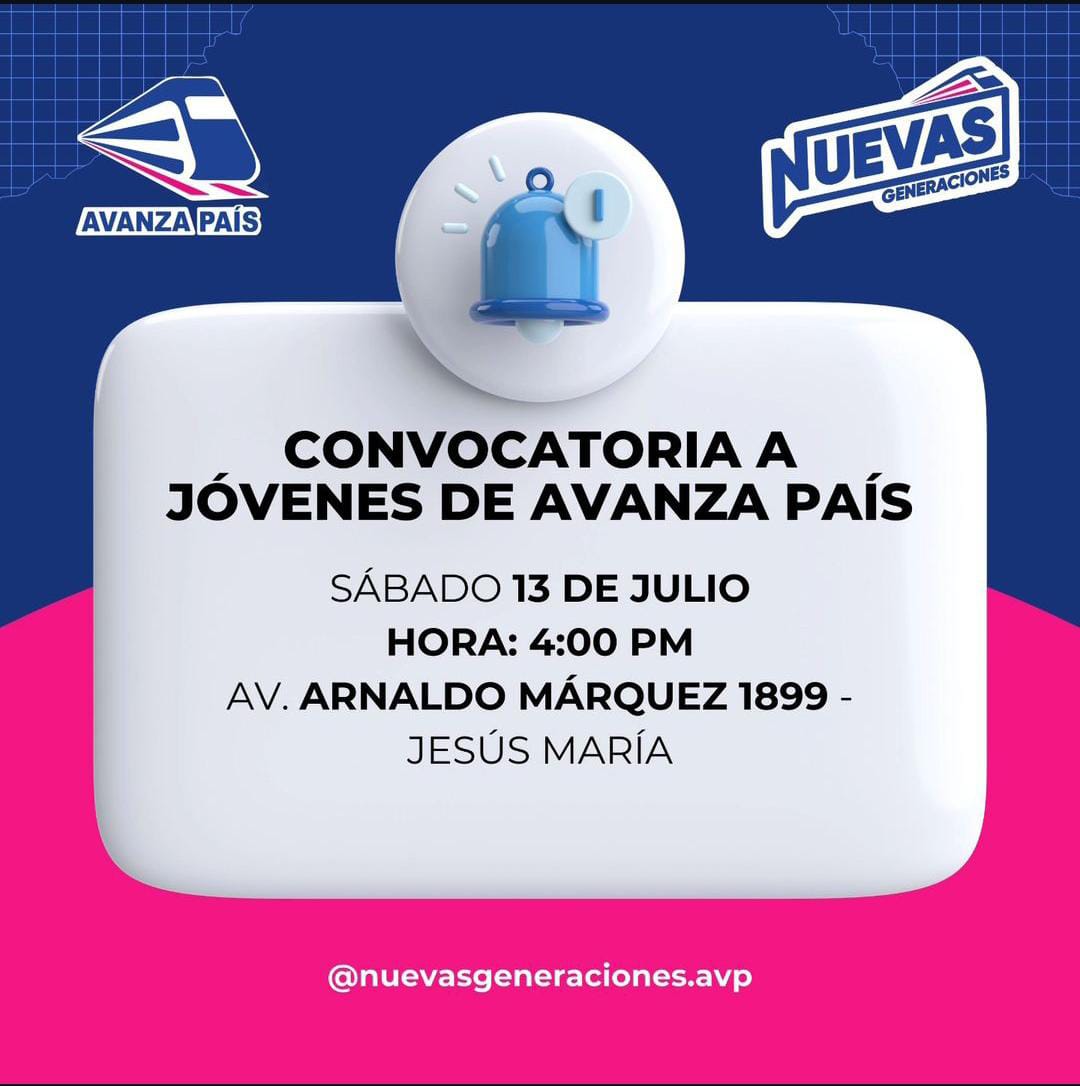 AVANZA PAÍS
NUEVAS
GENERACIONES
CONVOCATORIA A
JÓVENES DE AVANZA PAÍS
SÁBADO 13 DE JULIO
HORA: 4:00 PM
AV. ARNALDO MÁRQUEZ 1899 -
JESÚS MARÍA
@nuevasgeneraciones.avp